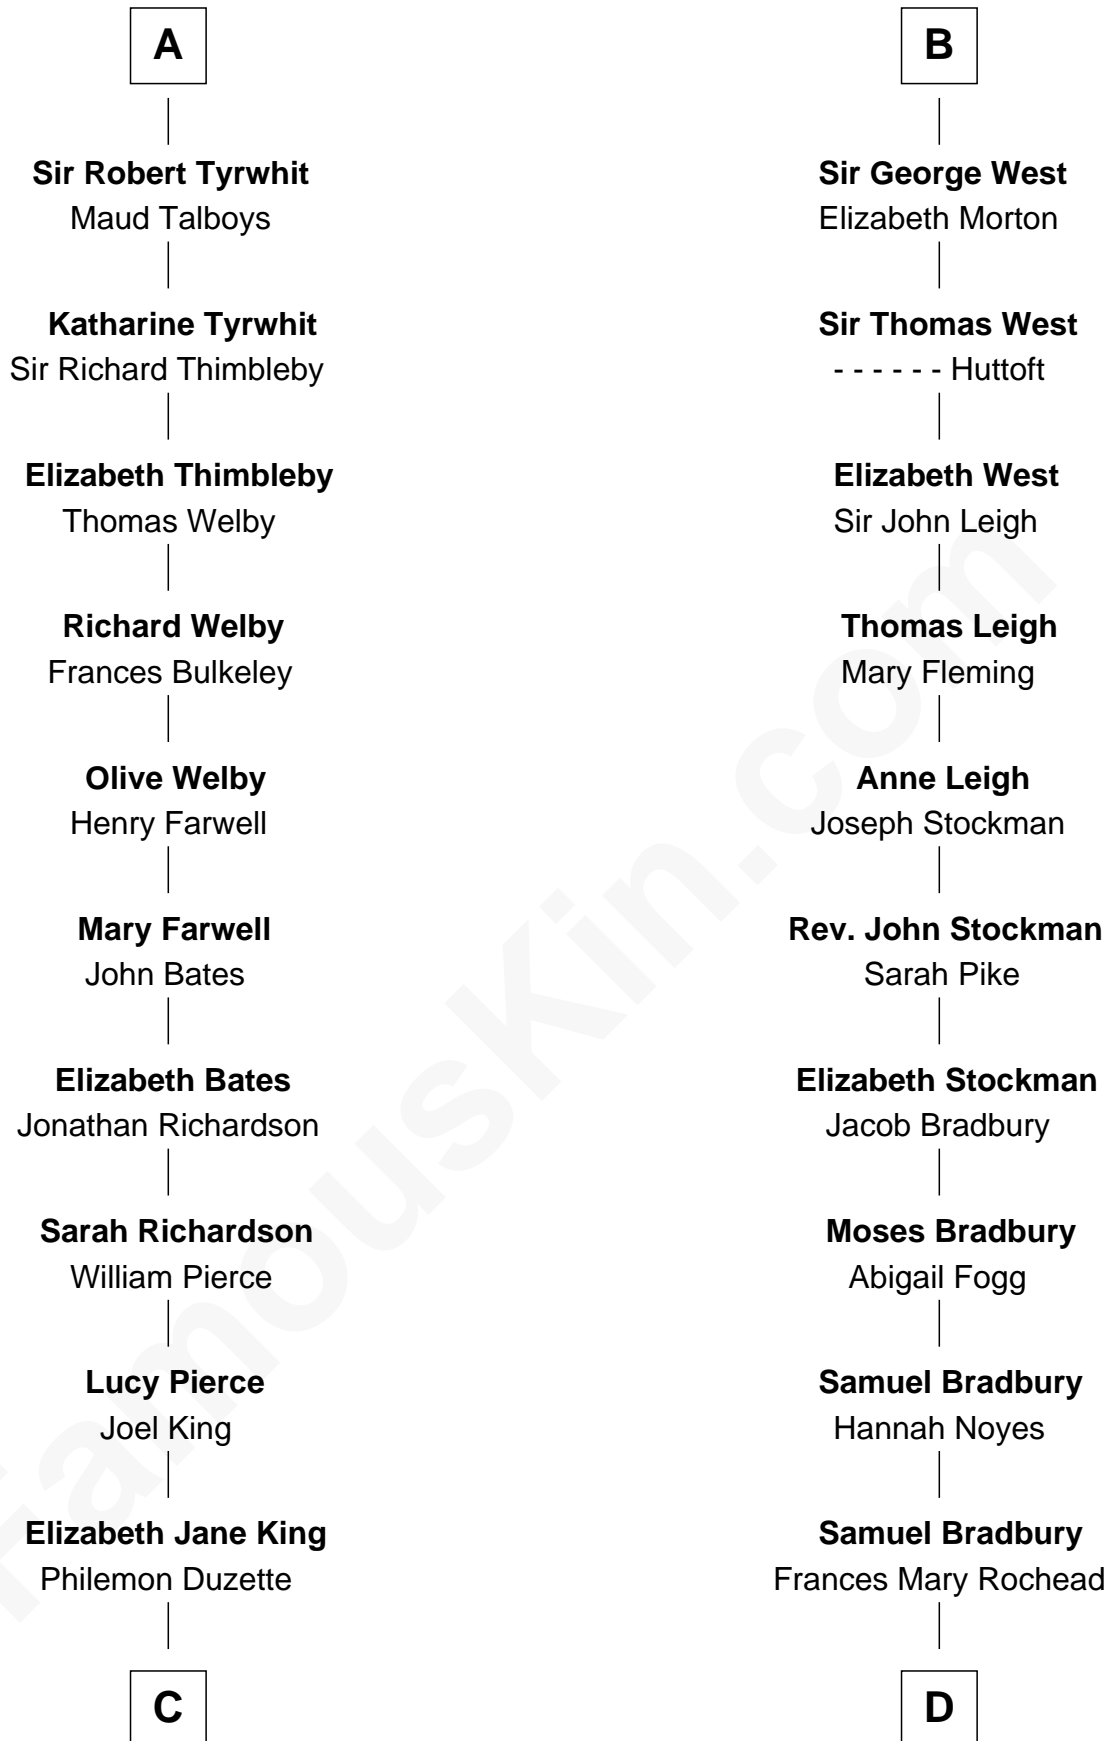 A
Sir Robert Tyrwhit
Maud Talboys
Katharine Tyrwhit
Sir Richard Thimbleby
Elizabeth Thimbleby
Thomas Welby
Richard Welby
Frances Bulkeley
Olive Welby
Henry Farwell
Mary Farwell
John Bates
Elizabeth Bates
Jonathan Richardson
Sarah Richardson
William Pierce
Lucy Pierce
Joel King
Elizabeth Jane King
Philemon Duzette
C
B
Sir George West
Elizabeth Morton
Sir Thomas West
- - - - - - Huttoft
Elizabeth West
Sir John Leigh
Thomas Leigh
Mary Fleming
Anne Leigh
Joseph Stockman
Rev. John Stockman
Sarah Pike
Elizabeth Stockman
Jacob Bradbury
Moses Bradbury
Abigail Fogg
Samuel Bradbury
Hannah Noyes
Samuel Bradbury
Frances Mary Rochead
D
FamousKin.com